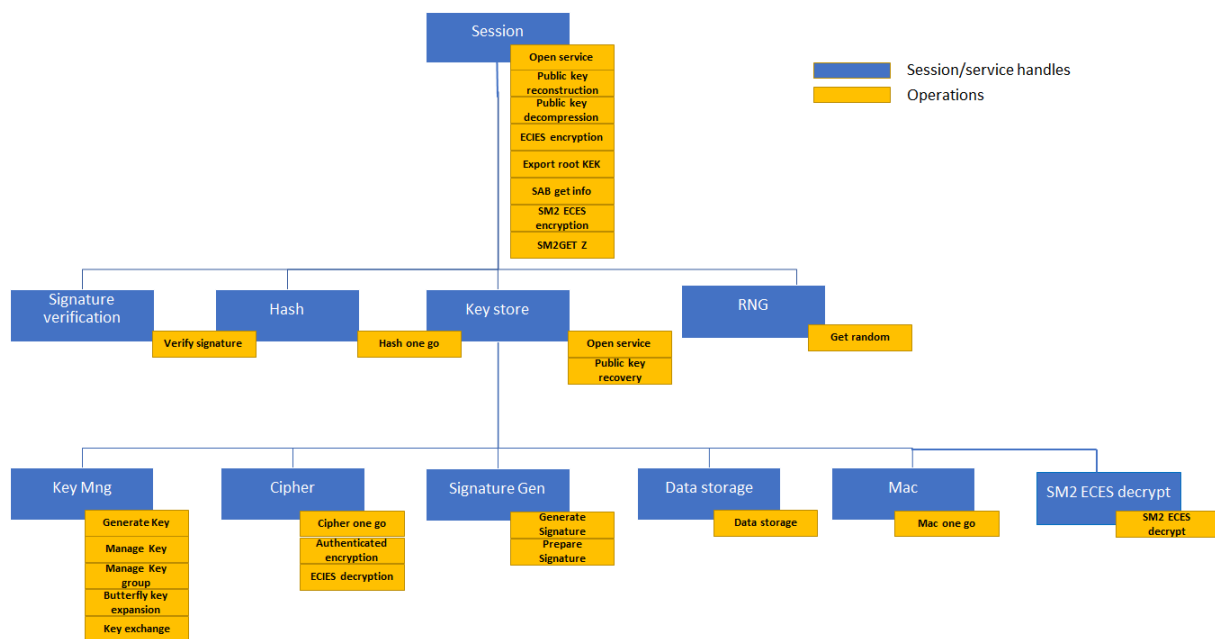 Session
Open service
Public key
reconstruction
Public key
decompression
ECIES encryption
Export root KEK
SAB get info
SM2 ECES
encryption
SM2GET Z
Session/service handles
Operations
Signature
verification
Verify signature
Hash
Hash one go
Key store
Open service
Public key
recovery
RNG
Get random
Key Mng
Generate Key
Manage Key
Manage Key
group
Butterfly key
expansion
Key exchange
Cipher
Cipher one go
Authenticated
encryption
ECIES decryption
Signature Gen
Generate
Signature
Prepare
Signature
Data storage
Data storage
Mac
Mac one go
SM2 ECES decrypt
SM2 ECES
decrypt